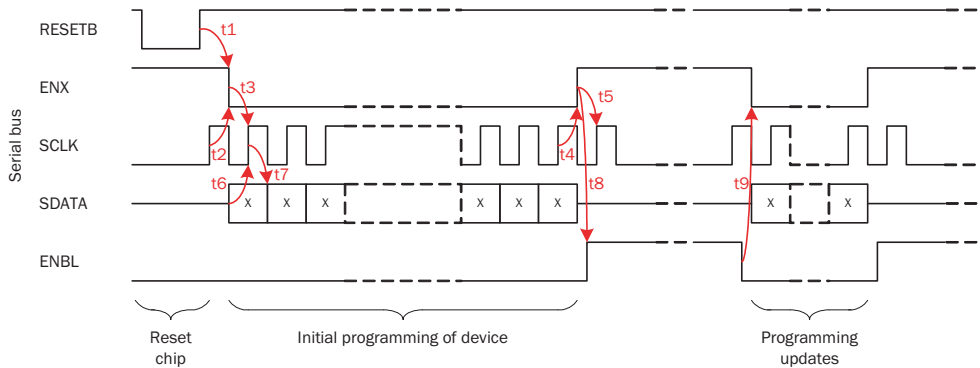 RESETB
t1
ENX
t3
t5
Serial bus
SCLK
t2
t4
t6
t7
t8
t9
SDATA
X X X X X X X X
ENBL
Reset chip
Initial programming of device
Programming updates